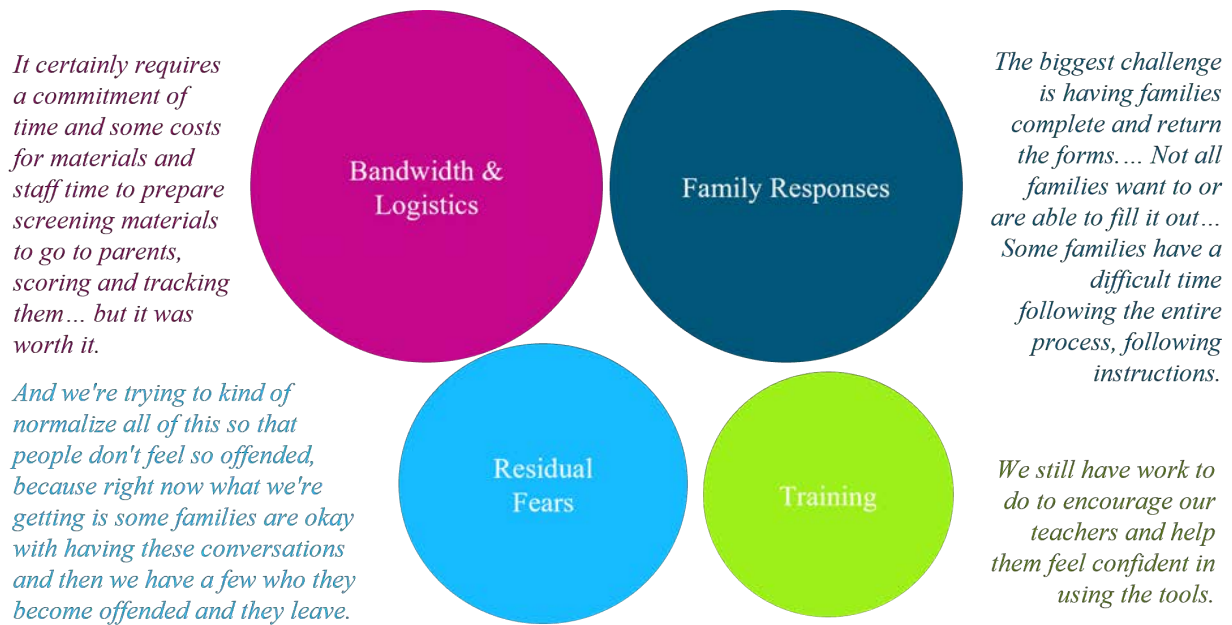 It certainly requires
a commitment of
time and some costs
for materials and
staff time to prepare
screening materials
to go to parents,
scoring and tracking
them… but it was
worth it.
Bandwidth &
Logistics
Family Responses
The biggest challenge
is having families
complete and return
the forms.… Not all
families want to or
are able to fill it out…
Some families have a
difficult time
following the entire
process, following
instructions.
And we're trying to kind of
normalize all of this so that
people don't feel so offended,
because right now what we're
getting is some families are okay
with having these conversations
and then we have a few who they
become offended and they leave.
Residual
Fears
Training
We still have work to
do to encourage our
teachers and help
them feel confident in
using the tools.